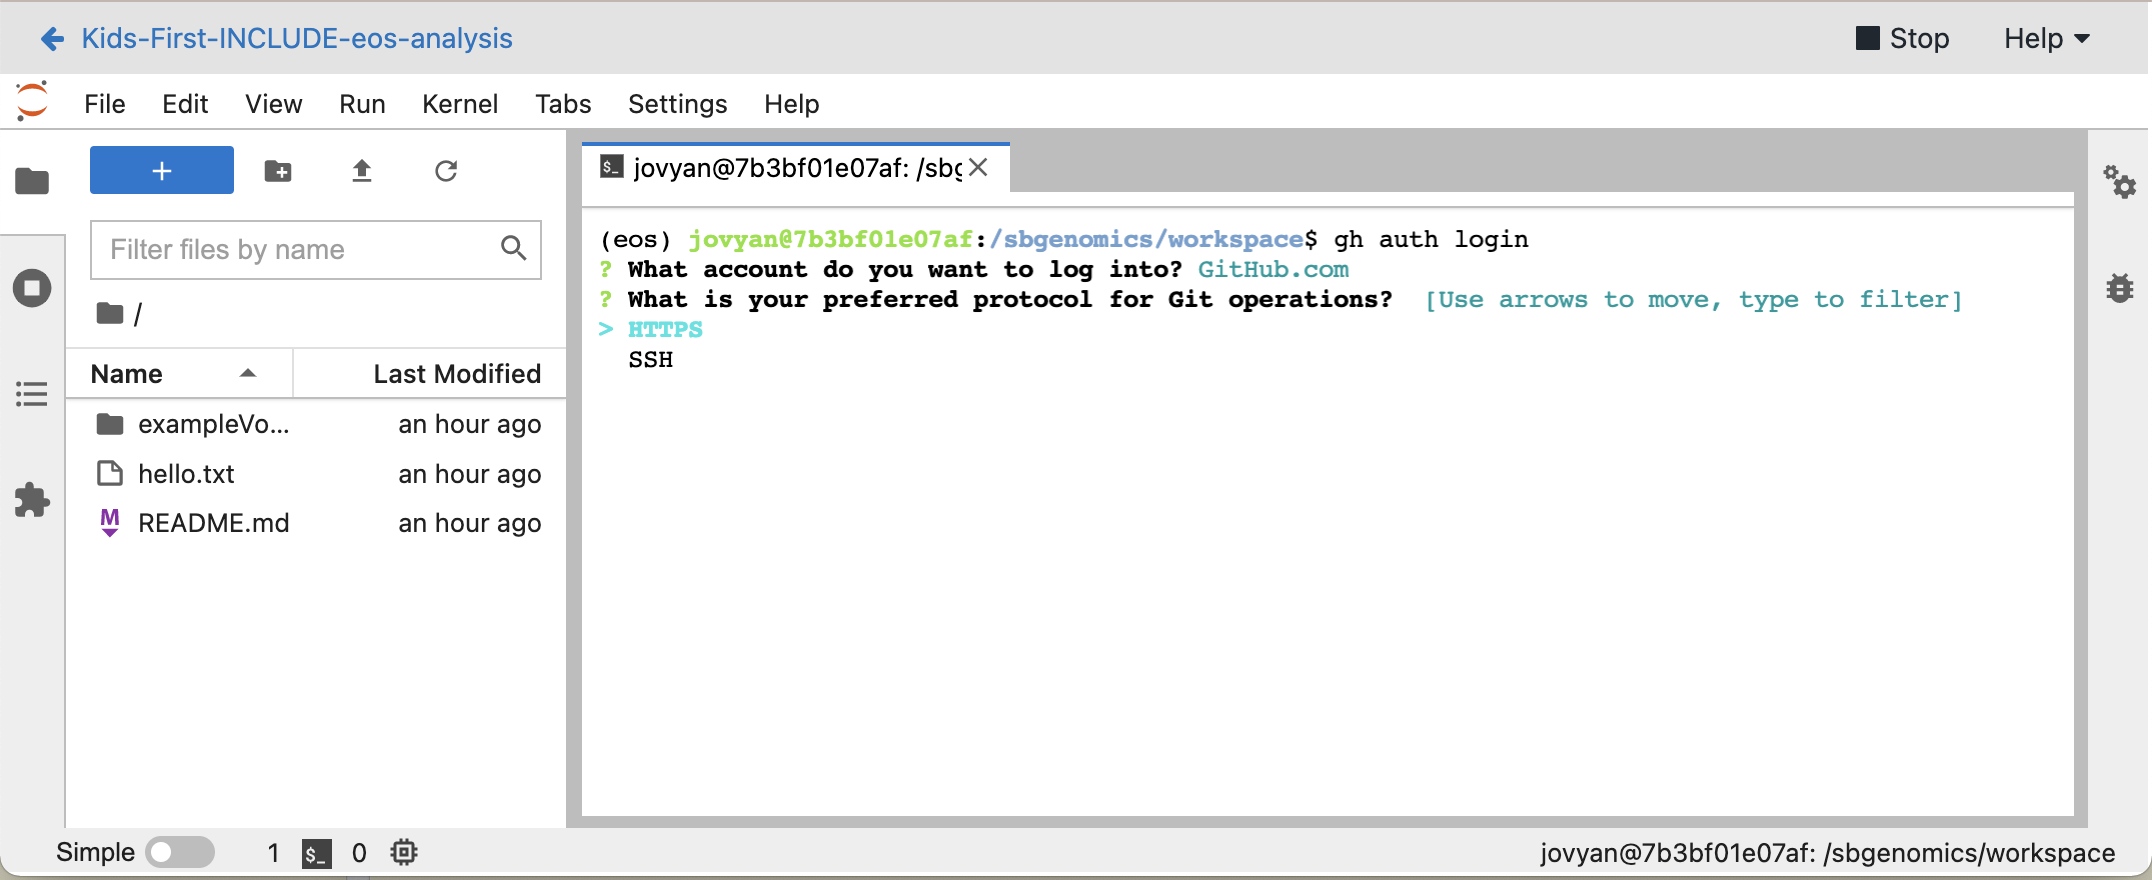 Kids-First-INCLUDE-eos-analysis
Stop
Help
File Edit View Run Kernel Tabs Settings Help
+
Filter files by name
/
Name Last Modified
exampleVo... an hour ago
hello.txt an hour ago
M README.md an hour ago
$_ jovyan@7b3bf01e07af: /sbg
(eos) jovyan@7b3bf01e07af:/sbgenomics/workspace$ gh auth login
? What account do you want to log into? GitHub.com
? What is your preferred protocol for Git operations? [Use arrows to move, type to filter]
> HTTPS
SSH
Simple 1 $_ 0
jovyan@7b3bf01e07af: /sbgenomics/workspace